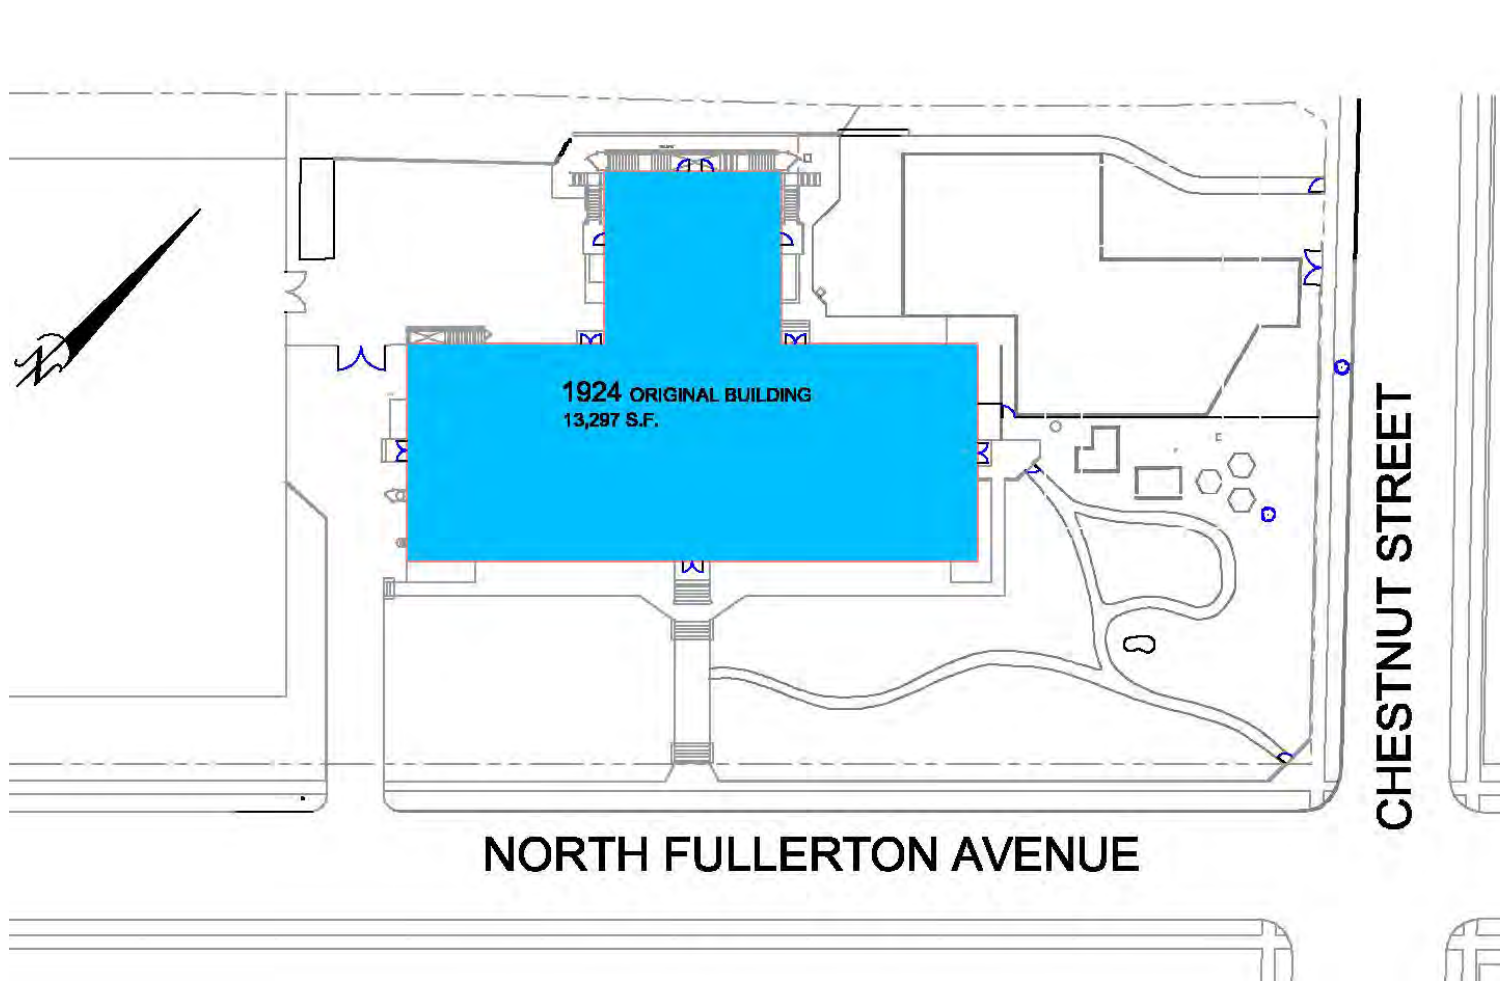 N
1924 ORIGINAL BUILDING
13,297 S.F.
CHESTNUT STREET
NORTH FULLERTON AVENUE